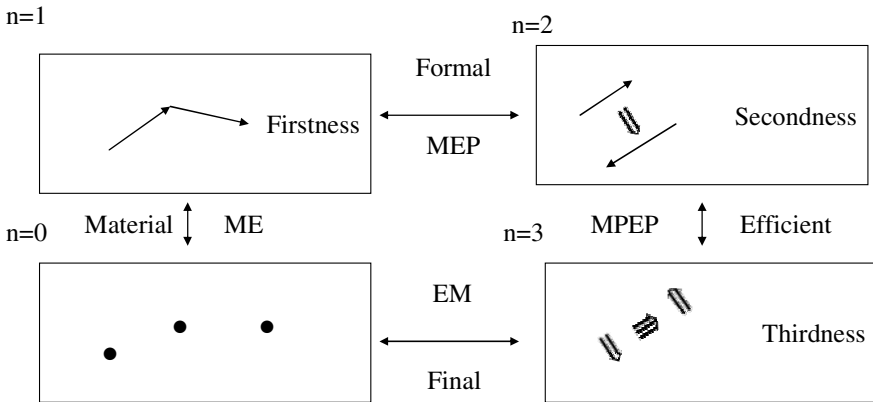 n=1
n=2
Formal
Firstness
Secondness
MEP
n=0
Material ME
n=3
MPEP Efficient
EM
Thirdness
Final